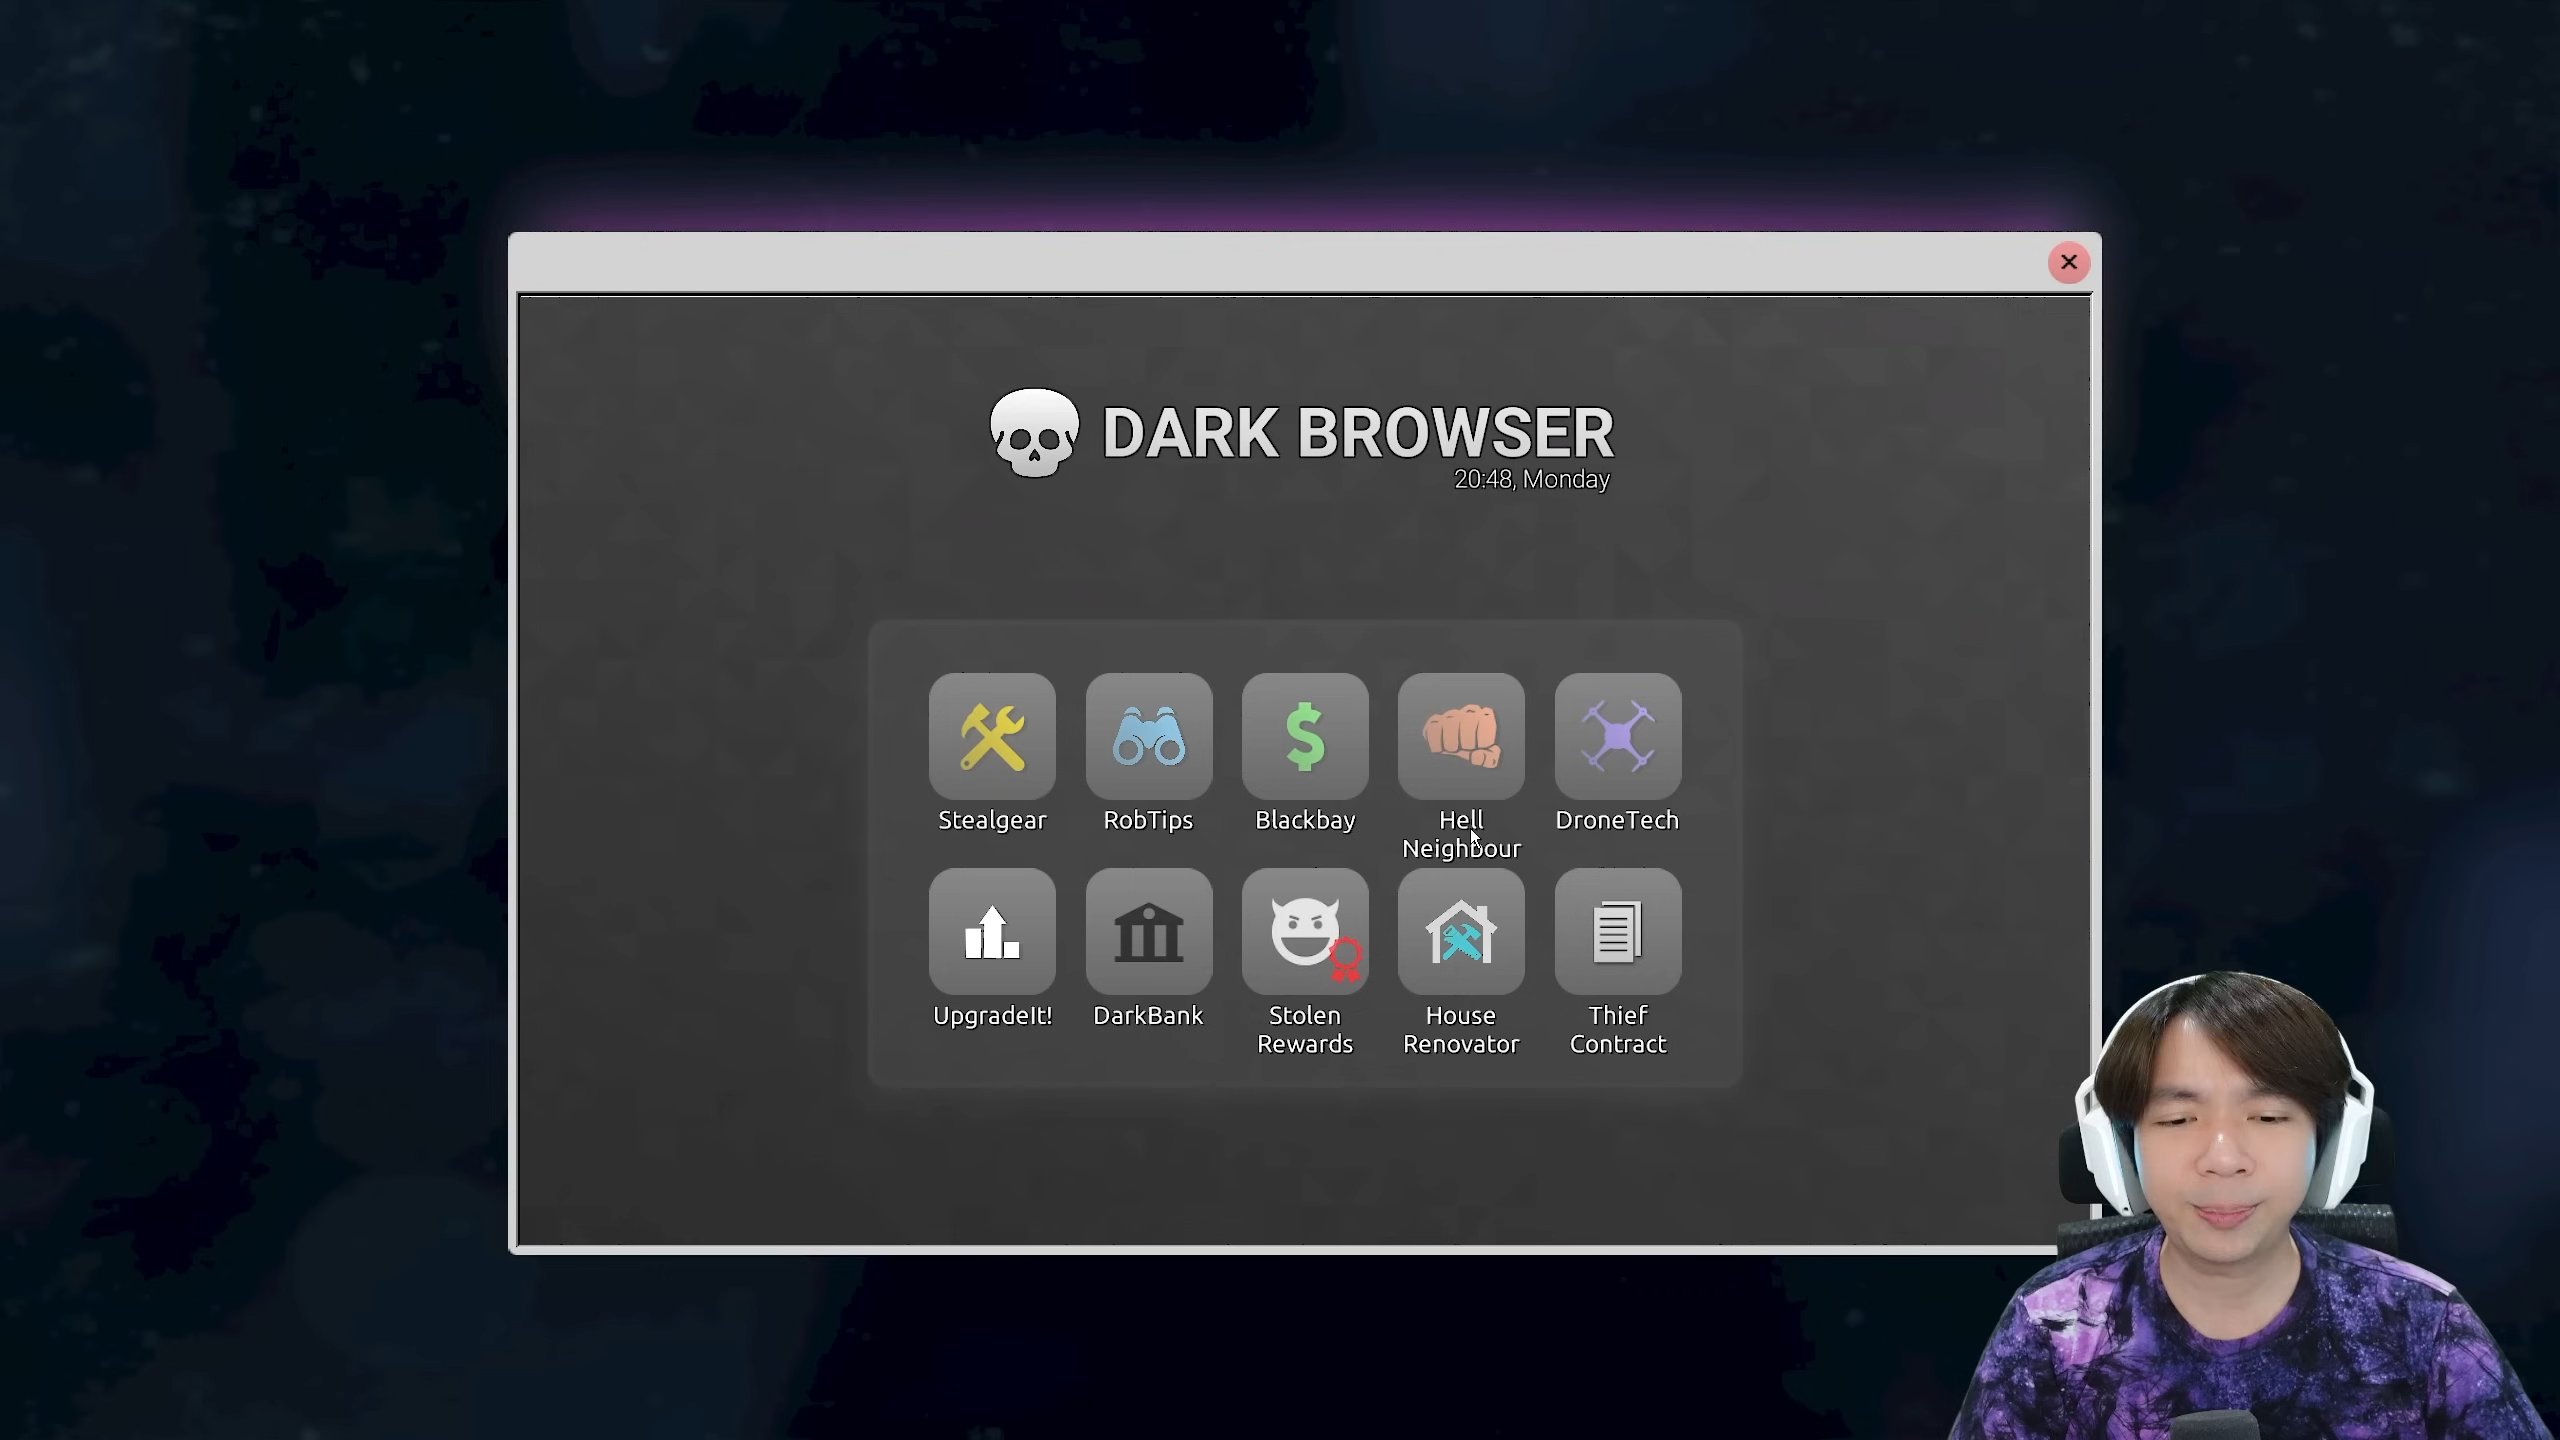 DARK BROWSER
20:48, Monday
Stealgear
RobTips
Blackbay
Hell
Neighbour
DroneTech
UpgradeIt!
DarkBank
Stolen
Rewards
House
Renovator
Thief
Contract